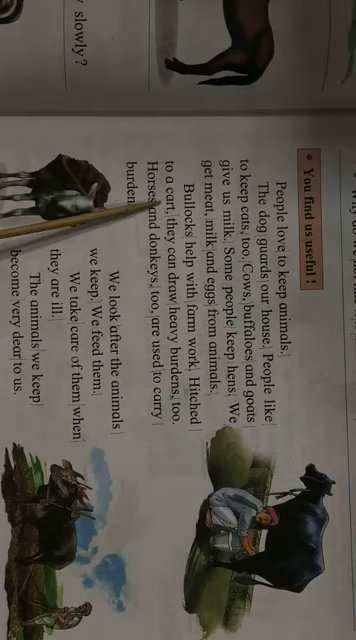 slowly?
• You find us useful!
People love to keep animals.
The dog guards our house. People like
to keep cats, too. Cows, buffaloes and goats
give us milk. Some people keep hens. We
get meat, milk and eggs from animals.
Bullocks help with farm work. Hitched
to a cart, they can draw heavy burdens, too.
Horses and donkeys, too, are used to carry
burden
We look after the animals
we keep. We feed them.
We take care of them when
they are ill.
The animals we keep
become very dear to us.